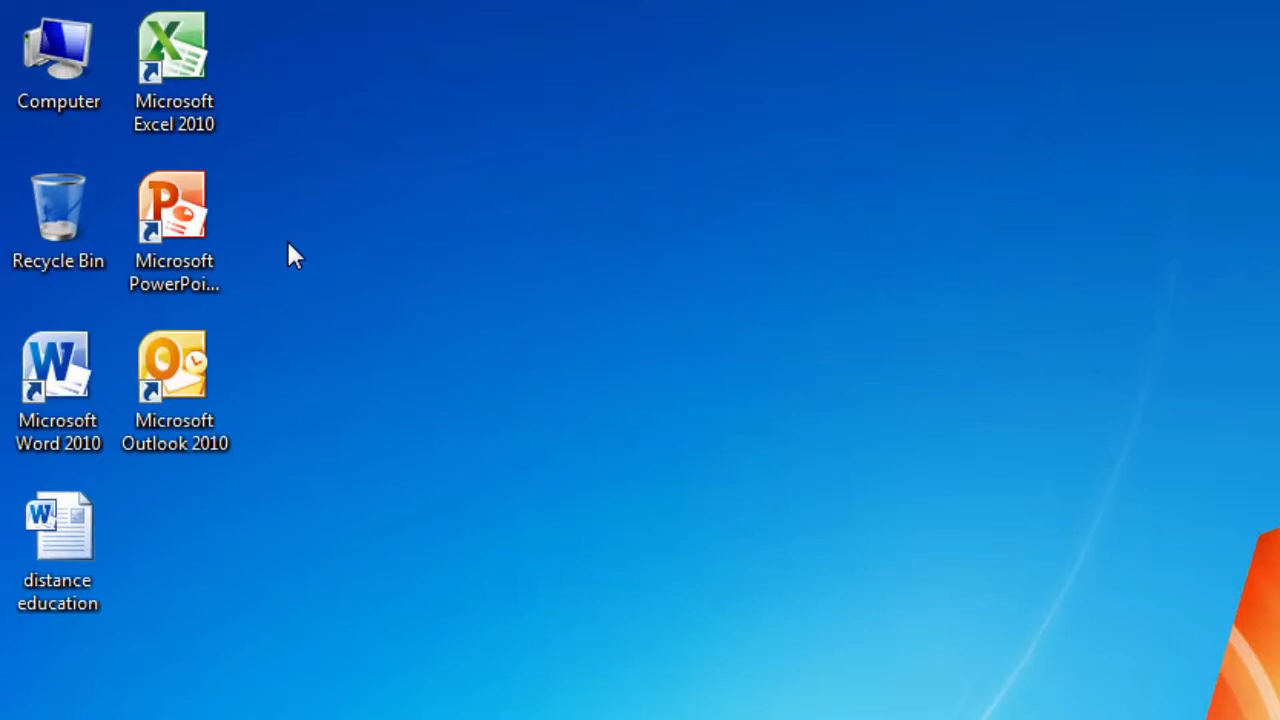 Computer
Microsoft
Excel 2010
Recycle Bin
Microsoft
PowerPoi...
Microsoft
Word 2010
Microsoft
Outlook 2010
distance
education